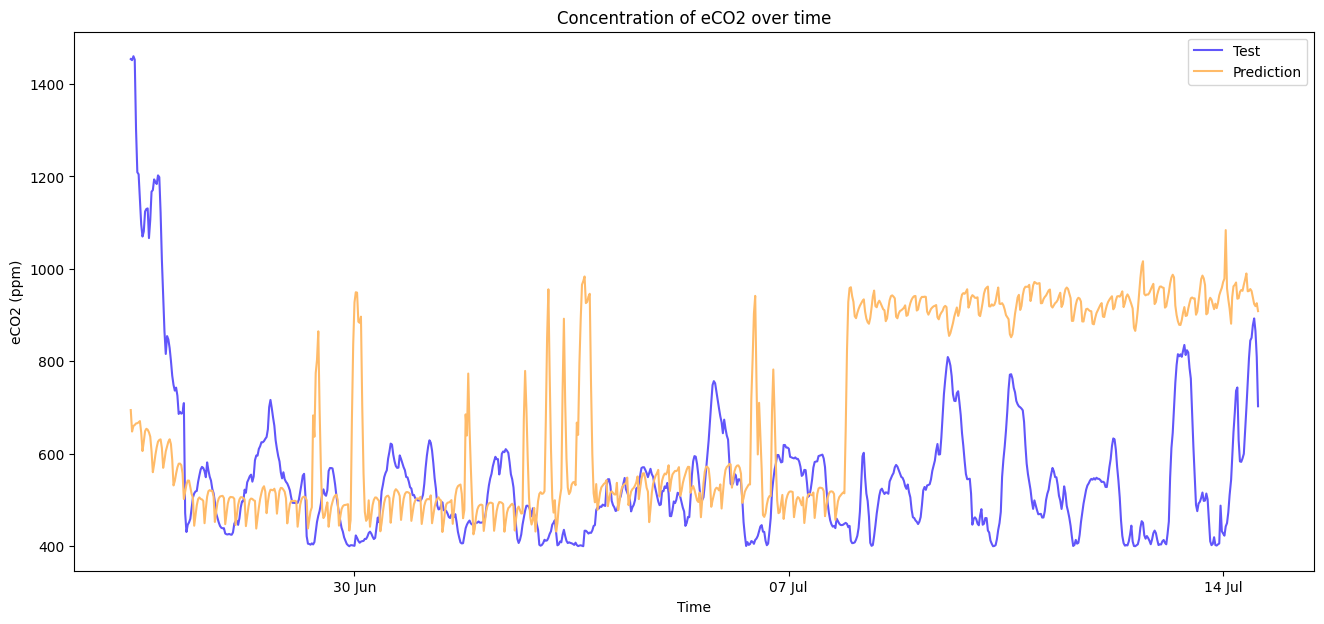 Concentration of eCO2 over time
Test
Prediction
eCO2 (ppm)
1400
1200
1000
800
600
400
30 Jun
07 Jul
14 Jul
Time